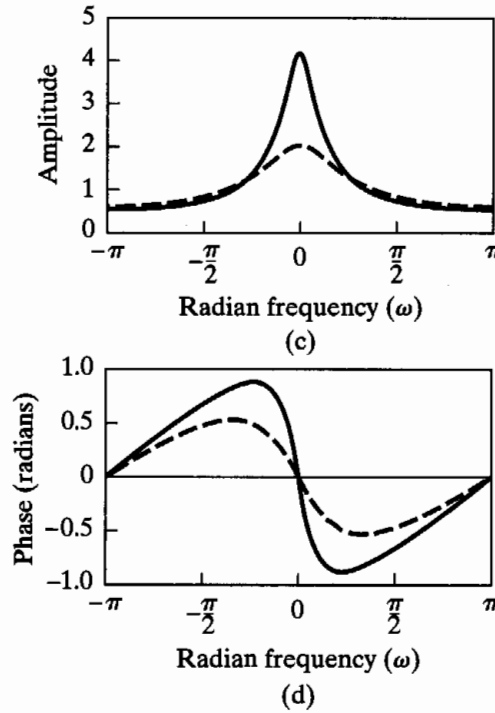 5
4
3
2
1
0
Amplitude
−π
−π/2
0
π/2
π
Radian frequency (ω)
(c)
1.0
0.5
0
−0.5
−1.0
Phase (radians)
−π
−π/2
0
π/2
π
Radian frequency (ω)
(d)